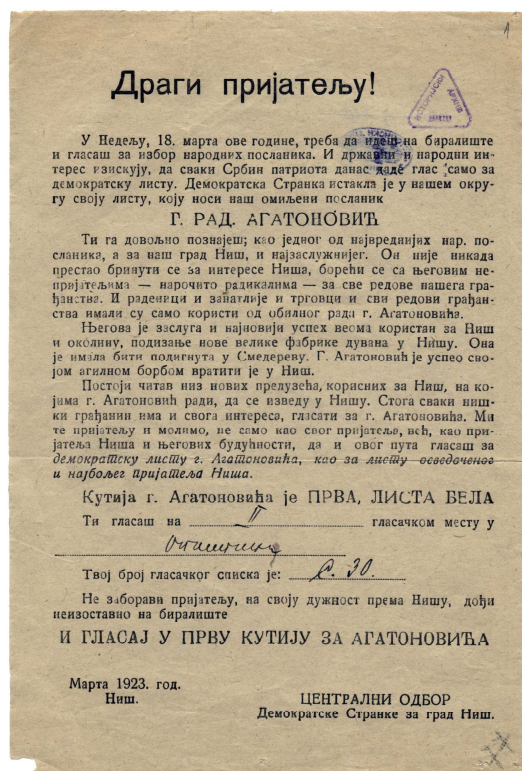 1
Драги пријатељу!
ИСТОРИЈСКИ АРХИВ
У Недељу, 18. марта ове године, треба да идеш на биралиште
и гласаш за избор народних посланика. И државни и народни ин-
терес изискују, да сваки Србин патриота данас даде глас само за
демократску листу. Демократска Странка истакла је у нашем окру-
гу своју листу, коју носи наш омиљени посланик
Г. РАД. АГАТОНОВИЋ
Ти га довољно познајеш; као једног од највреднијих нар. по-
сланика, а за наш град Ниш, и најзаслужнијег. Он није никада
престао бринути се за интересе Ниша, борећи се са његовим не-
пријатељима — нарочито радикалима — за све редове нашега гра-
ђанства. И раденици и занатлије и трговци и сви редови грађан-
ства имали су само користи од обилног рада г. Агатоновића.
Његова је заслуга и најновији успех веома користан за Ниш
и околину, подизање нове велике фабрике дувана у Нишу. Она
је имала бити подигнута у Смедереву. Г. Агатоновић је успео сво-
јом агилном борбом вратити је у Ниш.
Постоји читав низ нових предузећа, корисних за Ниш, на ко-
јима г. Агатоновић ради, да се изведу у Нишу. Стога сваки ниш-
ки грађанин има и свога интереса, гласати за г. Агатоновића. Ми
те пријатељу и молимо, не само као свог пријатеља, већ, као при-
јатеља Ниша и његових будућности, да и овог пута гласаш за
демократску листу г. Агатоновића, као за листу осведоченог
и најбољег пријатеља Ниша.
Кутија г. Агатоновића је ПРВА, ЛИСТА БЕЛА
Ти гласаш на II гласачком месту у
Твој број гласачког списка је: С. 30.
Не заборави пријатељу, на своју дужност према Нишу, дођи
неизоставно на биралиште
И ГЛАСАЈ У ПРВУ КУТИЈУ ЗА АГАТОНОВИЋА
Марта 1923. год.
Ниш.
ЦЕНТРАЛНИ ОДБОР
Демократске Странке за град Ниш.